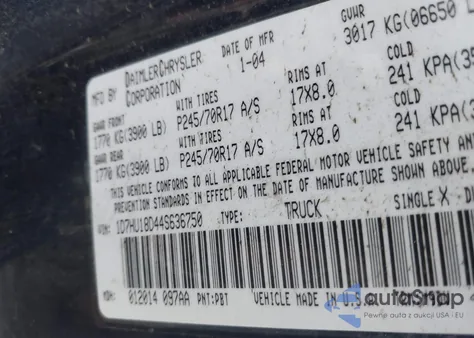 MFD BY DAIMLERCHRYSLER CORPORATION DATE OF MFR 1-04 GVWR 3017 KG(06650 L
GAWR FRONT WITH TIRES RIMS AT COLD
1770 KG(3900 LB) P245/70R17 A/S 17X8.0 241 KPA(35
GAWR REAR WITH TIRES RIMS AT COLD
1770 KG(3900 LB) P245/70R17 A/S 17X8.0 241 KPA(
THIS VEHICLE CONFORMS TO ALL APPLICABLE FEDERAL MOTOR VEHICLE SAFETY AN
PREVENTION STANDARDS IN EFFECT ON THE DATE OF MANUFACTURE SHOWN ABOVE
VIN: 1D7HU18D44S636750 TYPE: TRUCK SINGLE X D
MDH: 012014 097AA PNT:PBT VEHICLE MADE IN U.S.
autoSnap
Pewne auta z aukcji USA i EU